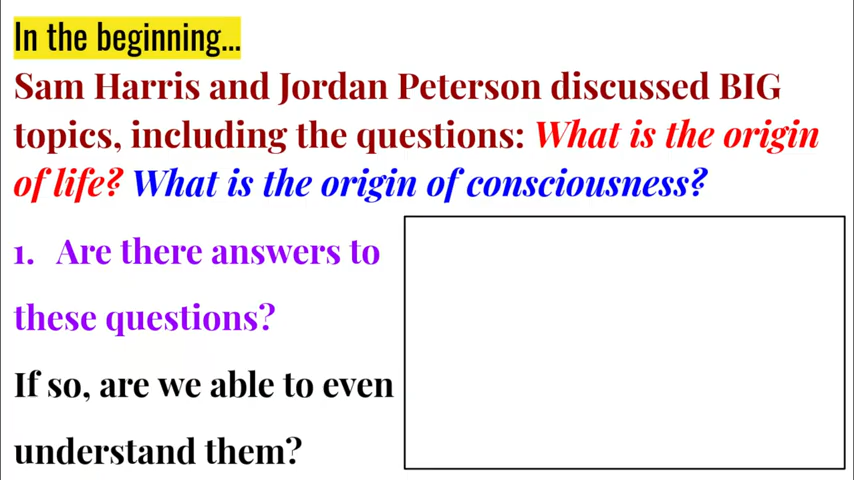 In the beginning...
Sam Harris and Jordan Peterson discussed BIG
topics, including the questions: What is the origin
of life? What is the origin of consciousness?
1. Are there answers to
these questions?
If so, are we able to even
understand them?